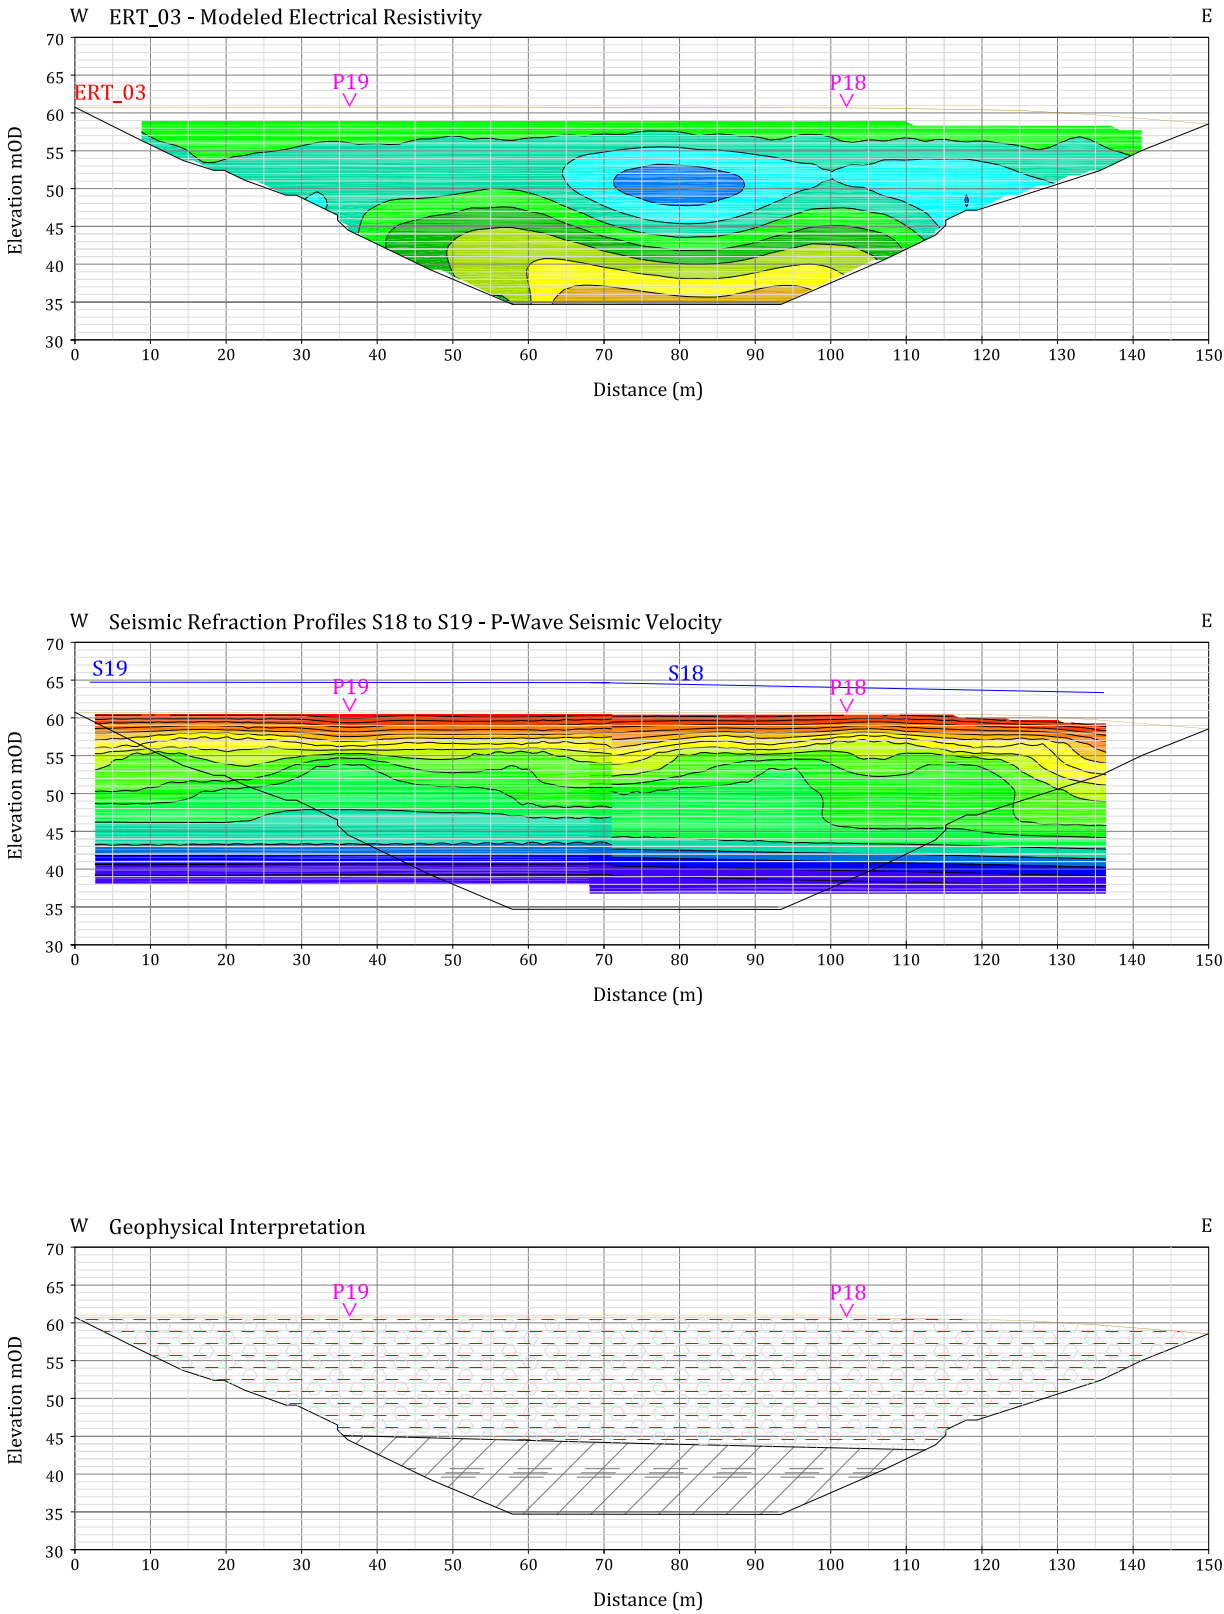 W ERT_03 - Modeled Electrical Resistivity E
70
65
60
55
50
45
40
35
30
Elevation mOD
ERT_03
P19
P18
0 10 20 30 40 50 60 70 80 90 100 110 120 130 140 150
Distance (m)
W Seismic Refraction Profiles S18 to S19 - P-Wave Seismic Velocity E
70
65
60
55
50
45
40
35
30
Elevation mOD
S19
S18
P19
P18
0 10 20 30 40 50 60 70 80 90 100 110 120 130 140 150
Distance (m)
W Geophysical Interpretation E
70
65
60
55
50
45
40
35
30
Elevation mOD
P19
P18
0 10 20 30 40 50 60 70 80 90 100 110 120 130 140 150
Distance (m)